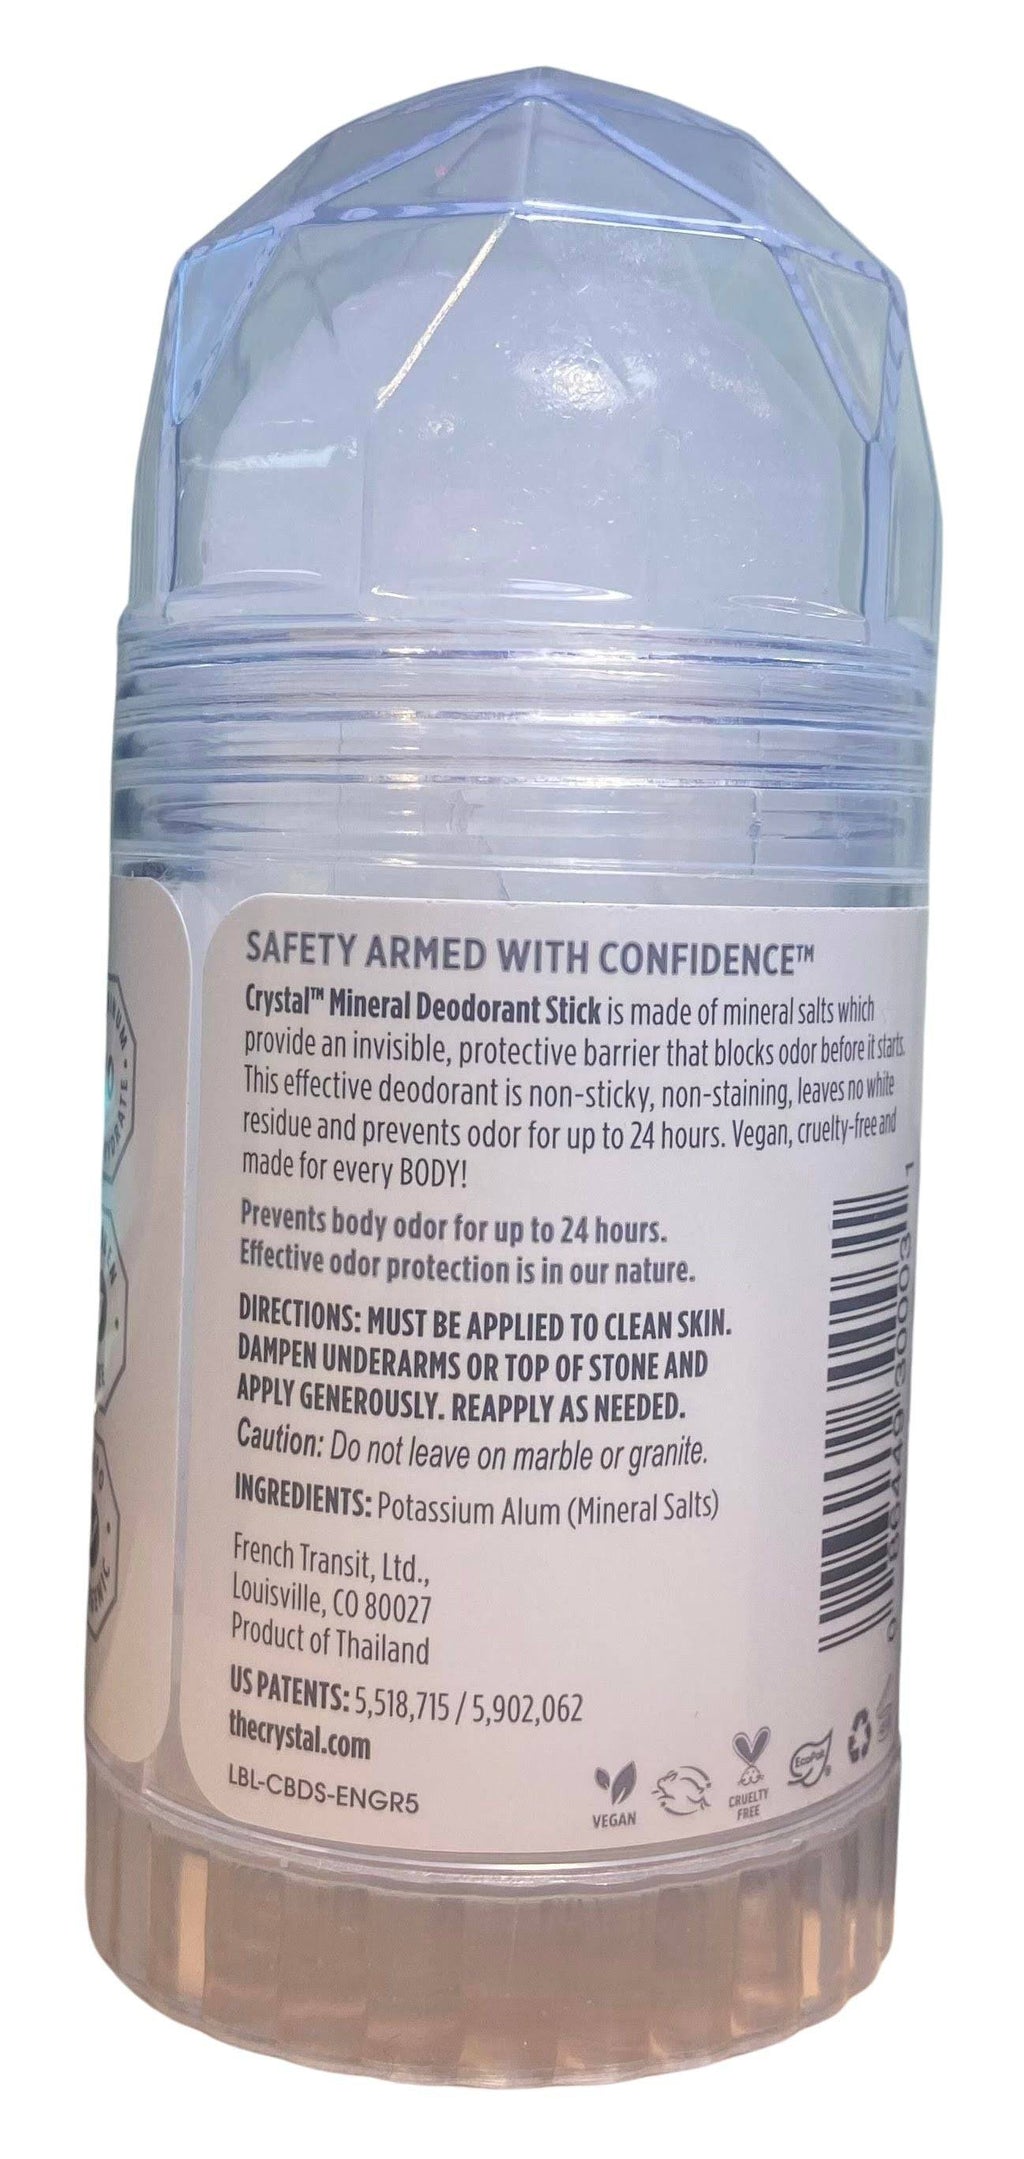 SAFETY ARMED WITH CONFIDENCE™
Crystal™ Mineral Deodorant Stick is made of mineral salts which
provide an invisible, protective barrier that blocks odor before it starts.
This effective deodorant is non-sticky, non-staining, leaves no white
residue and prevents odor for up to 24 hours. Vegan, cruelty-free and
made for every BODY!
Prevents body odor for up to 24 hours.
Effective odor protection is in our nature.
DIRECTIONS: MUST BE APPLIED TO CLEAN SKIN.
DAMPEN UNDERARMS OR TOP OF STONE AND
APPLY GENEROUSLY. REAPPLY AS NEEDED.
Caution: Do not leave on marble or granite.
INGREDIENTS: Potassium Alum (Mineral Salts)
French Transit, Ltd.,
Louisville, CO 80027
Product of Thailand
US PATENTS: 5,518,715 / 5,902,062
thecrystal.com
LBL-CBDS-ENGR5
VEGAN
CRUELTY
FREE
EcoPak